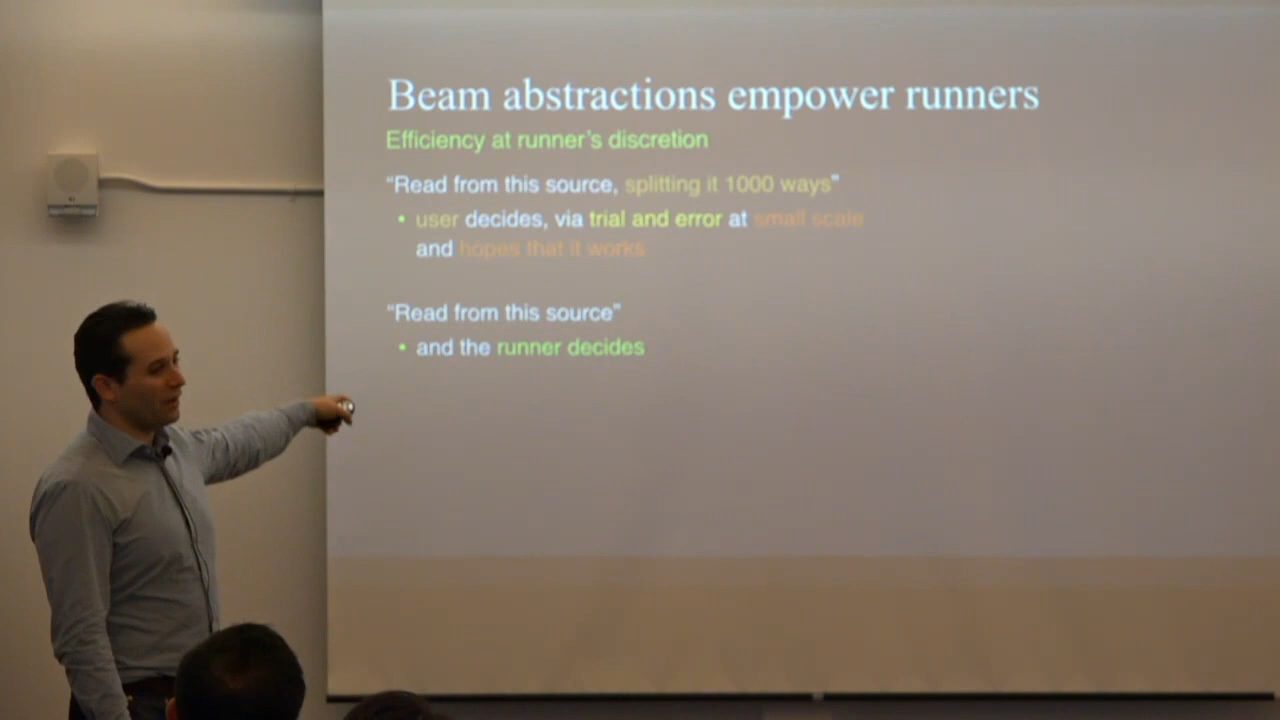 Beam abstractions empower runners
Efficiency at runner's discretion
“Read from this source, splitting it 1000 ways”
• user decides, via trial and error at small scale
and hopes that it works
“Read from this source”
• and the runner decides